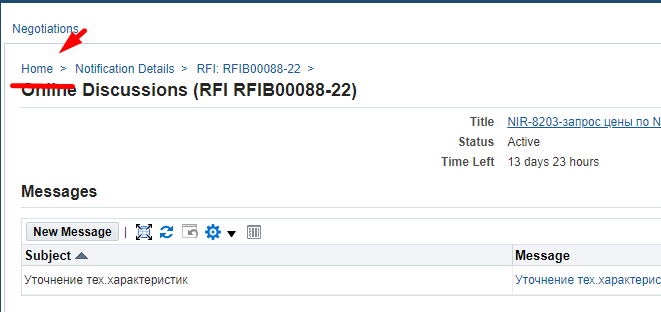 Negotiations
Home > Notification Details > RFI: RFIB00088-22 >
Online Discussions (RFI RFIB00088-22)
Title NIR-8203-запрос цены по N
Status Active
Time Left 13 days 23 hours
Messages
New Message
Subject Message
Уточнение тех.характеристик Уточнение тех.характерис